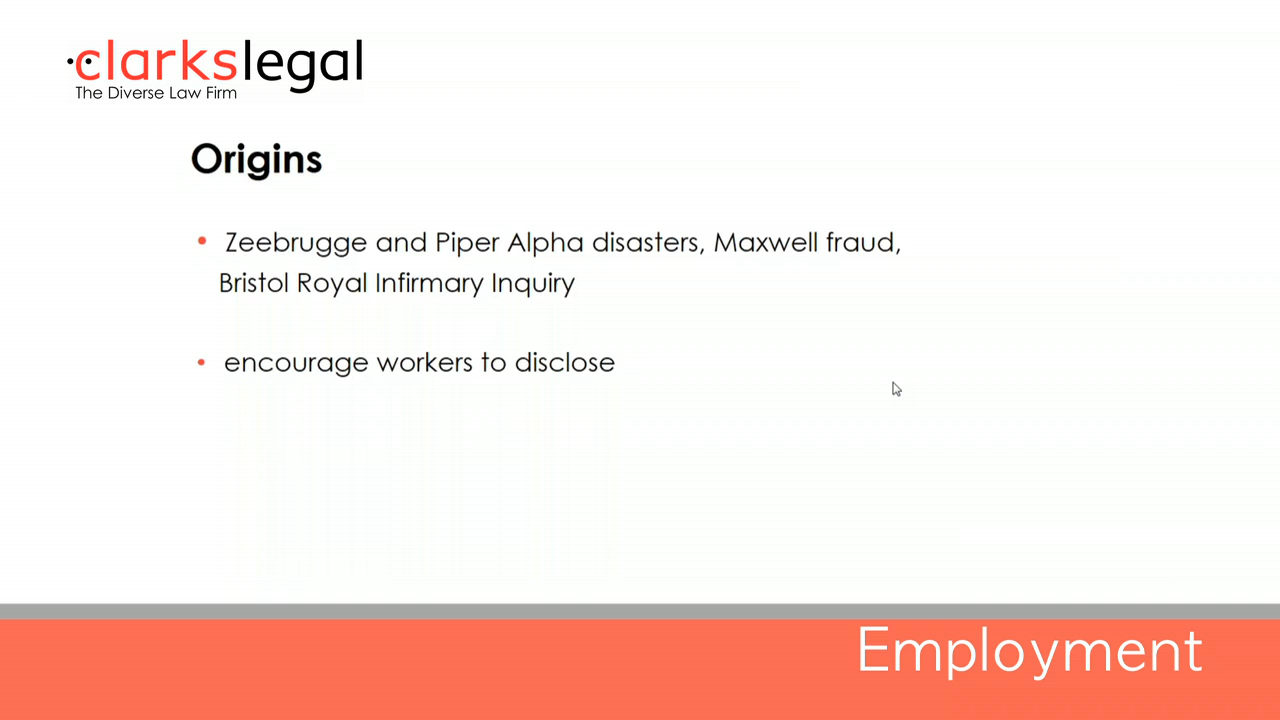 clarkslegal
The Diverse Law Firm
Origins
• Zeebrugge and Piper Alpha disasters, Maxwell fraud,
Bristol Royal Infirmary Inquiry
• encourage workers to disclose
Employment